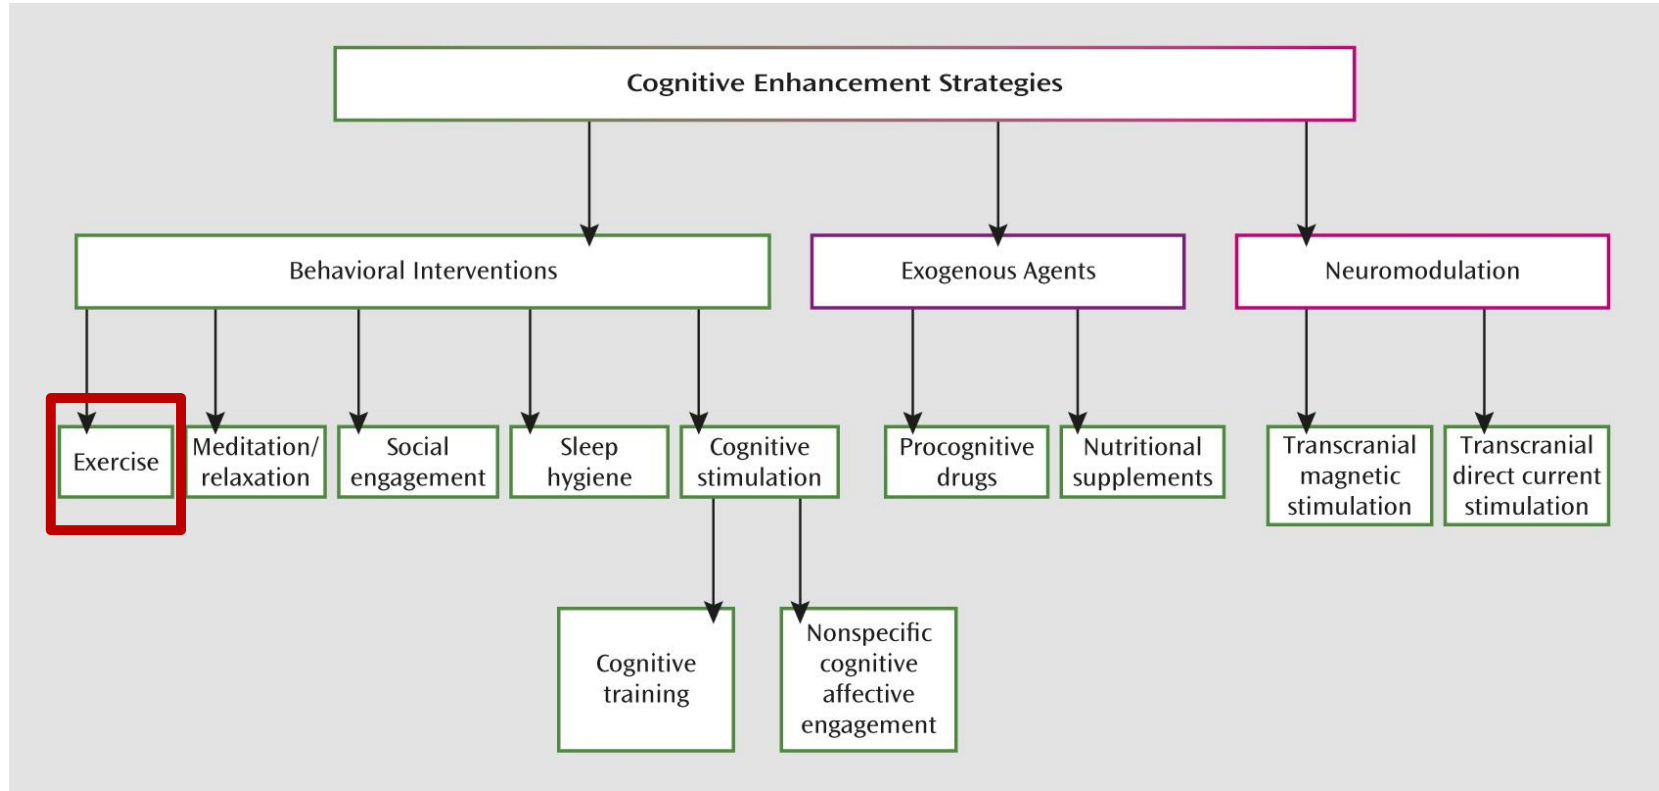 Cognitive Enhancement Strategies
Behavioral Interventions
Exogenous Agents
Neuromodulation
Exercise
Meditation/
relaxation
Social
engagement
Sleep
hygiene
Cognitive
stimulation
Procognitive
drugs
Nutritional
supplements
Transcranial
magnetic
stimulation
Transcranial
direct current
stimulation
Cognitive
training
Nonspecific
cognitive
affective
engagement